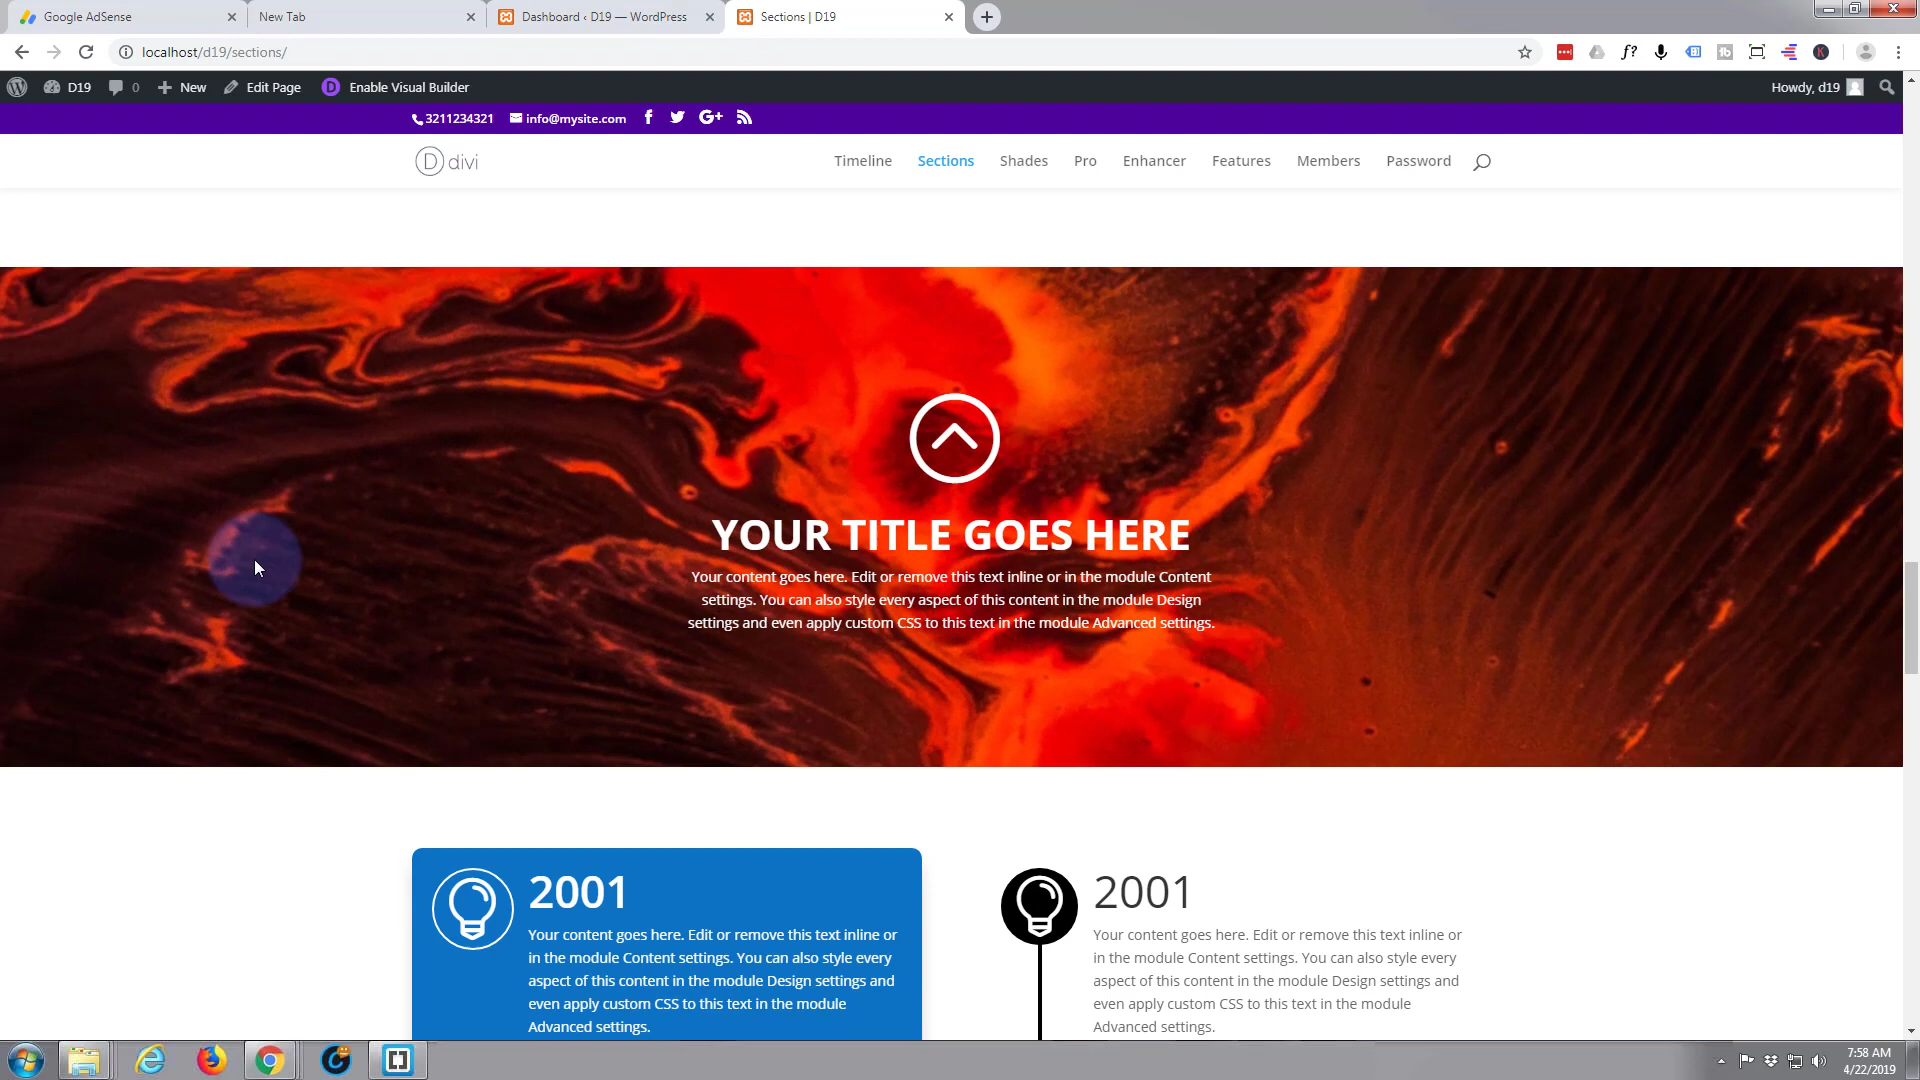 Google AdSense
New Tab
Dashboard ‹ D19 — WordPress
Sections | D19
localhost/d19/sections/
D19
0
New
Edit Page
Enable Visual Builder
Howdy, d19
3211234321
info@mysite.com
G+
divi
Timeline
Sections
Shades
Pro
Enhancer
Features
Members
Password
YOUR TITLE GOES HERE
Your content goes here. Edit or remove this text inline or in the module Content
settings. You can also style every aspect of this content in the module Design
settings and even apply custom CSS to this text in the module Advanced settings.
2001
Your content goes here. Edit or remove this text inline or
in the module Content settings. You can also style every
aspect of this content in the module Design settings and
even apply custom CSS to this text in the module
Advanced settings.
2001
Your content goes here. Edit or remove this text inline or
in the module Content settings. You can also style every
aspect of this content in the module Design settings and
even apply custom CSS to this text in the module
Advanced settings.
7:58 AM
4/22/2019